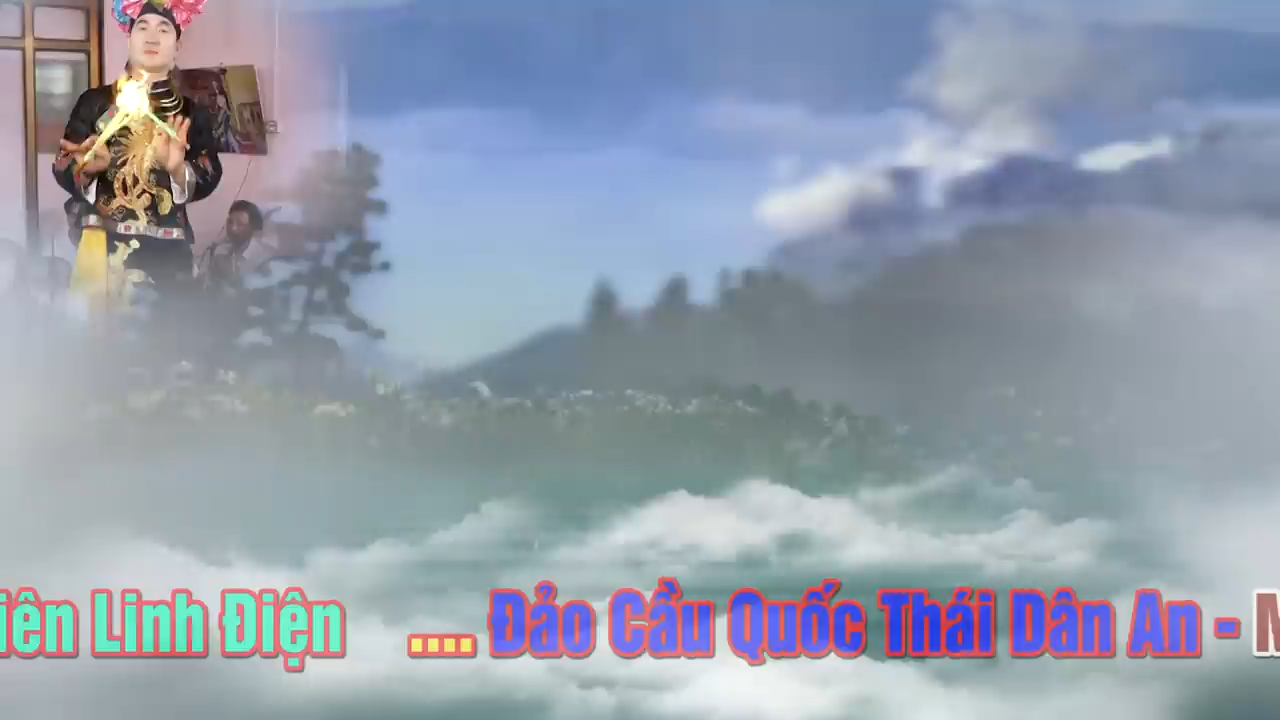 Linh Điện .... Đảo Cầu Quốc Thái Dân An -